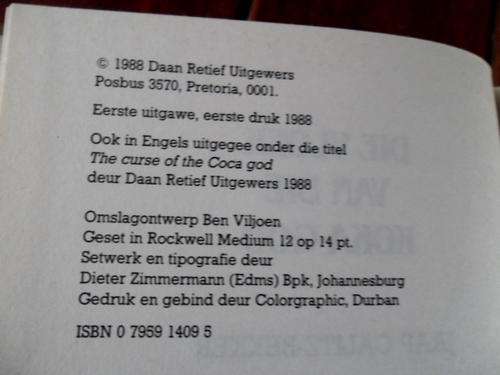 © 1988 Daan Retief Uitgewers
Posbus 3570, Pretoria, 0001.
Eerste uitgawe, eerste druk 1988
Ook in Engels uitgegee onder die titel
The curse of the Coca god
deur Daan Retief Uitgewers 1988
Omslagontwerp Ben Viljoen
Geset in Rockwell Medium 12 op 14 pt.
Setwerk en tipografie deur
Dieter Zimmermann (Edms) Bpk, Johannesburg
Gedruk en gebind deur Colorgraphic, Durban
ISBN 0 7959 1409 5